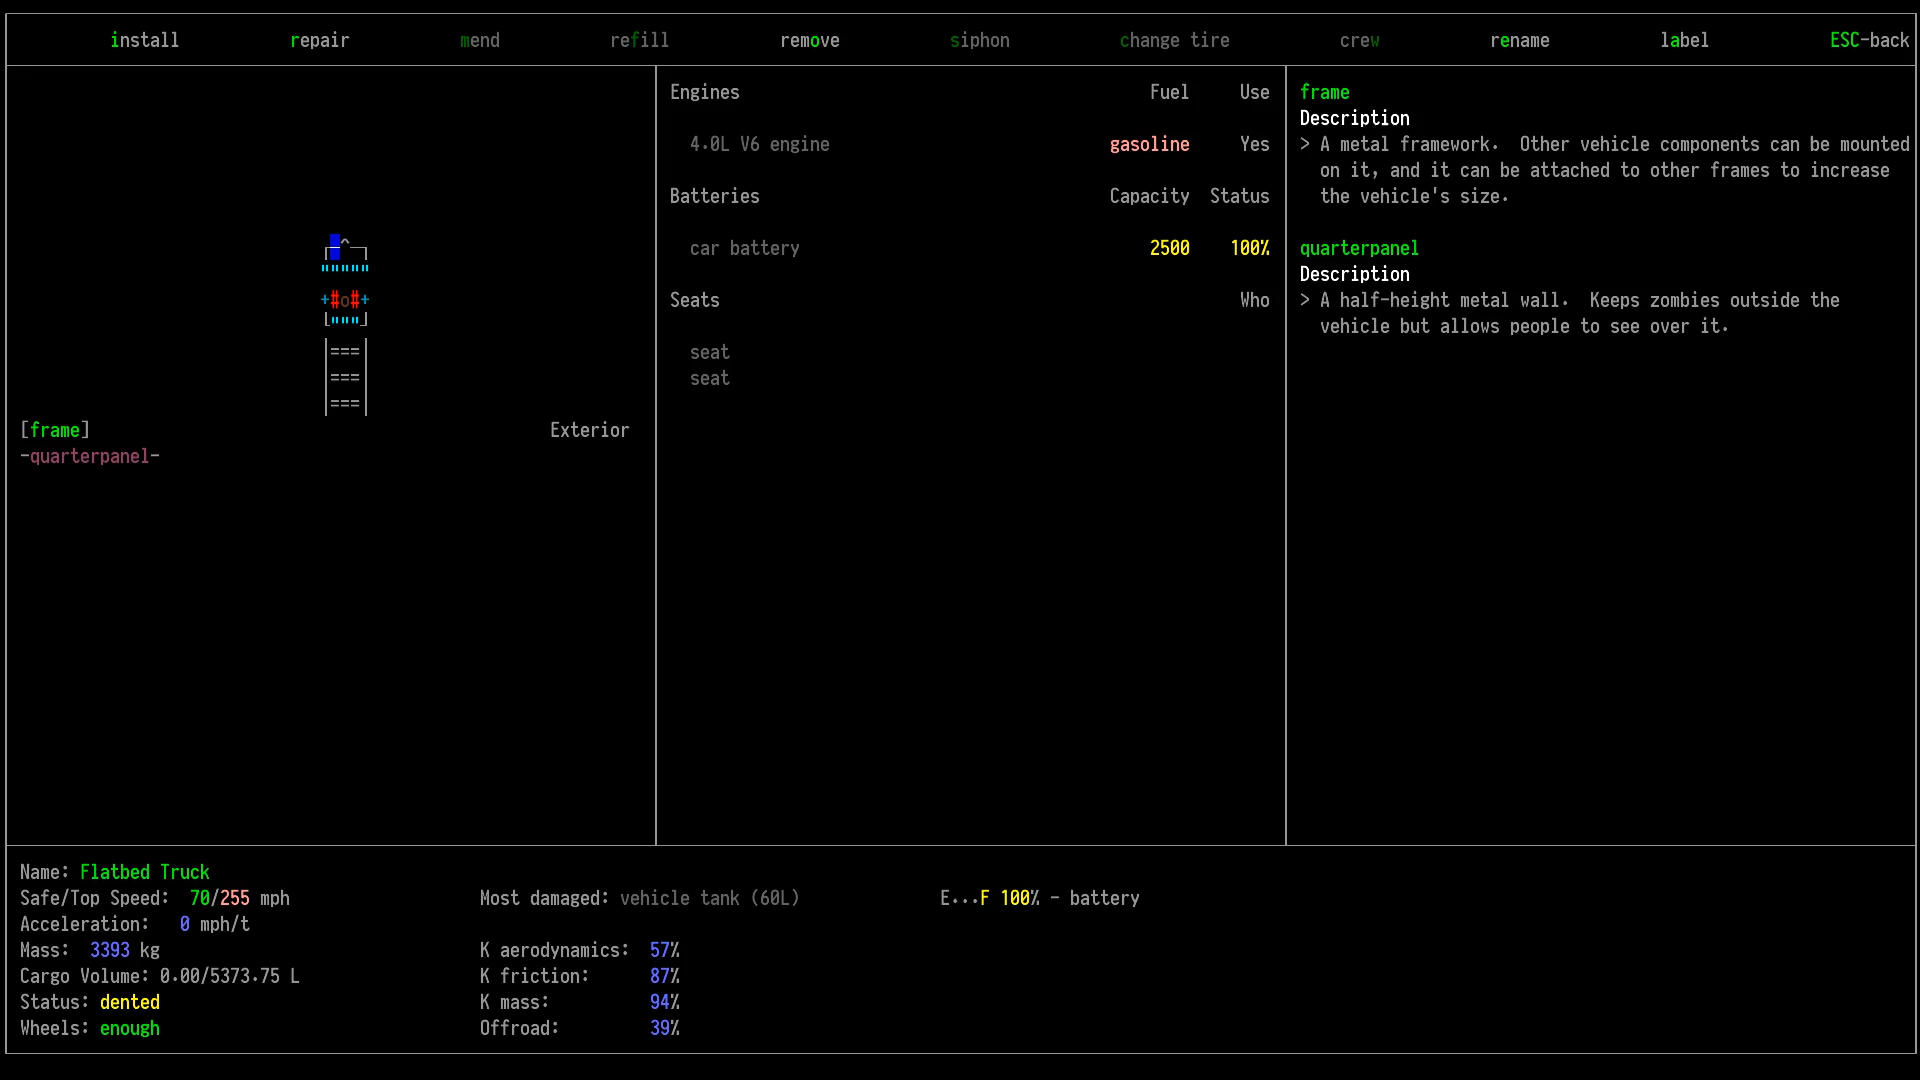 install repair mend refill remove siphon change tire crew rename label ESC-back
Engines Fuel Use
4.0L V6 engine gasoline Yes
Batteries Capacity Status
car battery 2500 100%
Seats Who
seat
seat
frame
Description
> A metal framework. Other vehicle components can be mounted
on it, and it can be attached to other frames to increase
the vehicle's size.
quarterpanel
Description
> A half-height metal wall. Keeps zombies outside the
vehicle but allows people to see over it.
^
""""" 
+#o#+
"""
===
===
===
[frame] Exterior
-quarterpanel-
Name: Flatbed Truck
Safe/Top Speed: 70/255 mph
Acceleration: 0 mph/t
Mass: 3393 kg
Cargo Volume: 0.00/5373.75 L
Status: dented
Wheels: enough
Most damaged: vehicle tank (60L)
K aerodynamics: 57%
K friction: 87%
K mass: 94%
Offroad: 39%
E...F 100% - battery